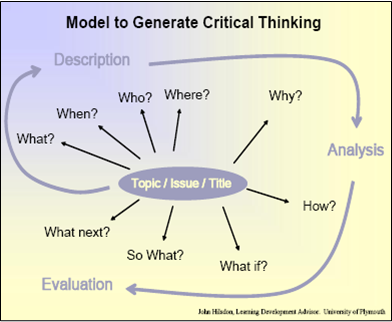 Model to Generate Critical Thinking
Description
Who?
Where?
Why?
When?
What?
Analysis
Topic / Issue / Title
How?
What next?
So What?
What if?
Evaluation
John Hilsdon, Learning Development Advisor. University of Plymouth